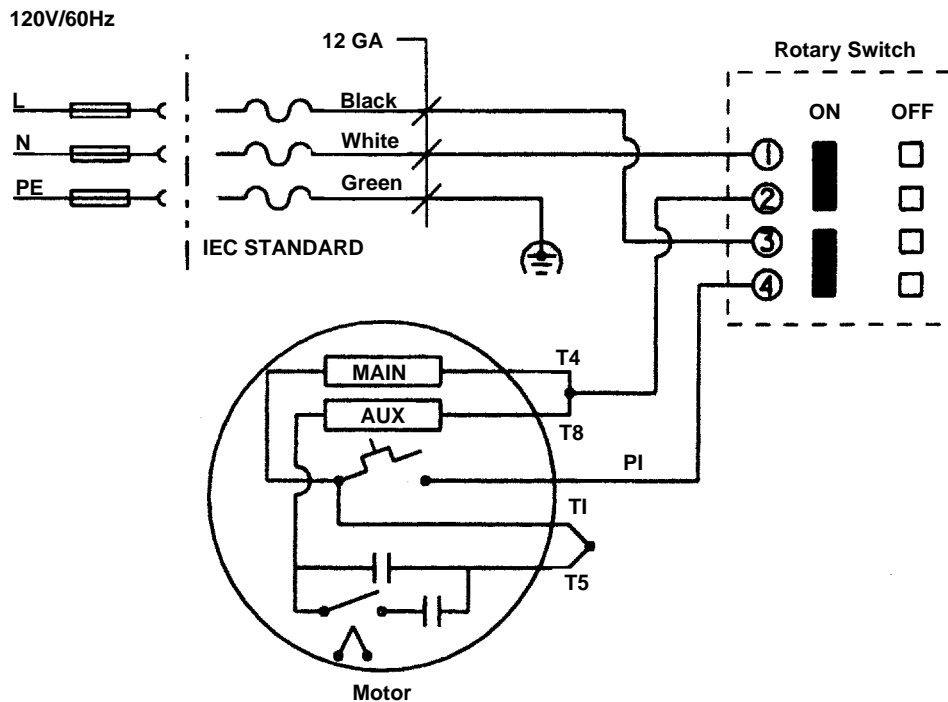 120V/60Hz
12 GA
Rotary Switch
L
Black
ON
OFF
N
White
1
PE
Green
2
IEC STANDARD
3
4
MAIN
T4
AUX
T8
PI
TI
T5
Motor